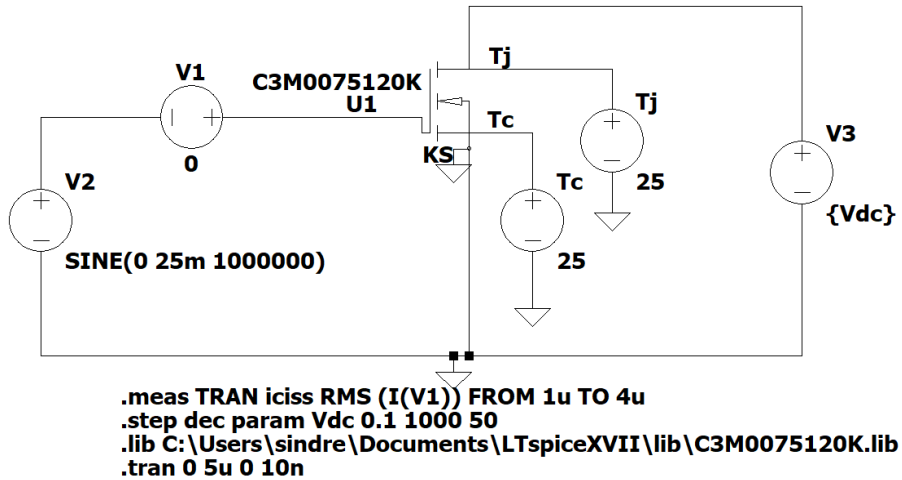 V1
0
V2
SINE(0 25m 1000000)
C3M0075120K
U1
KS
Tj
Tc
Tj
25
Tc
25
V3
{Vdc}
.meas TRAN iciss RMS (I(V1)) FROM 1u TO 4u
.step dec param Vdc 0.1 1000 50
.lib C:\Users\sindre\Documents\LTspiceXVII\lib\C3M0075120K.lib
.tran 0 5u 0 10n